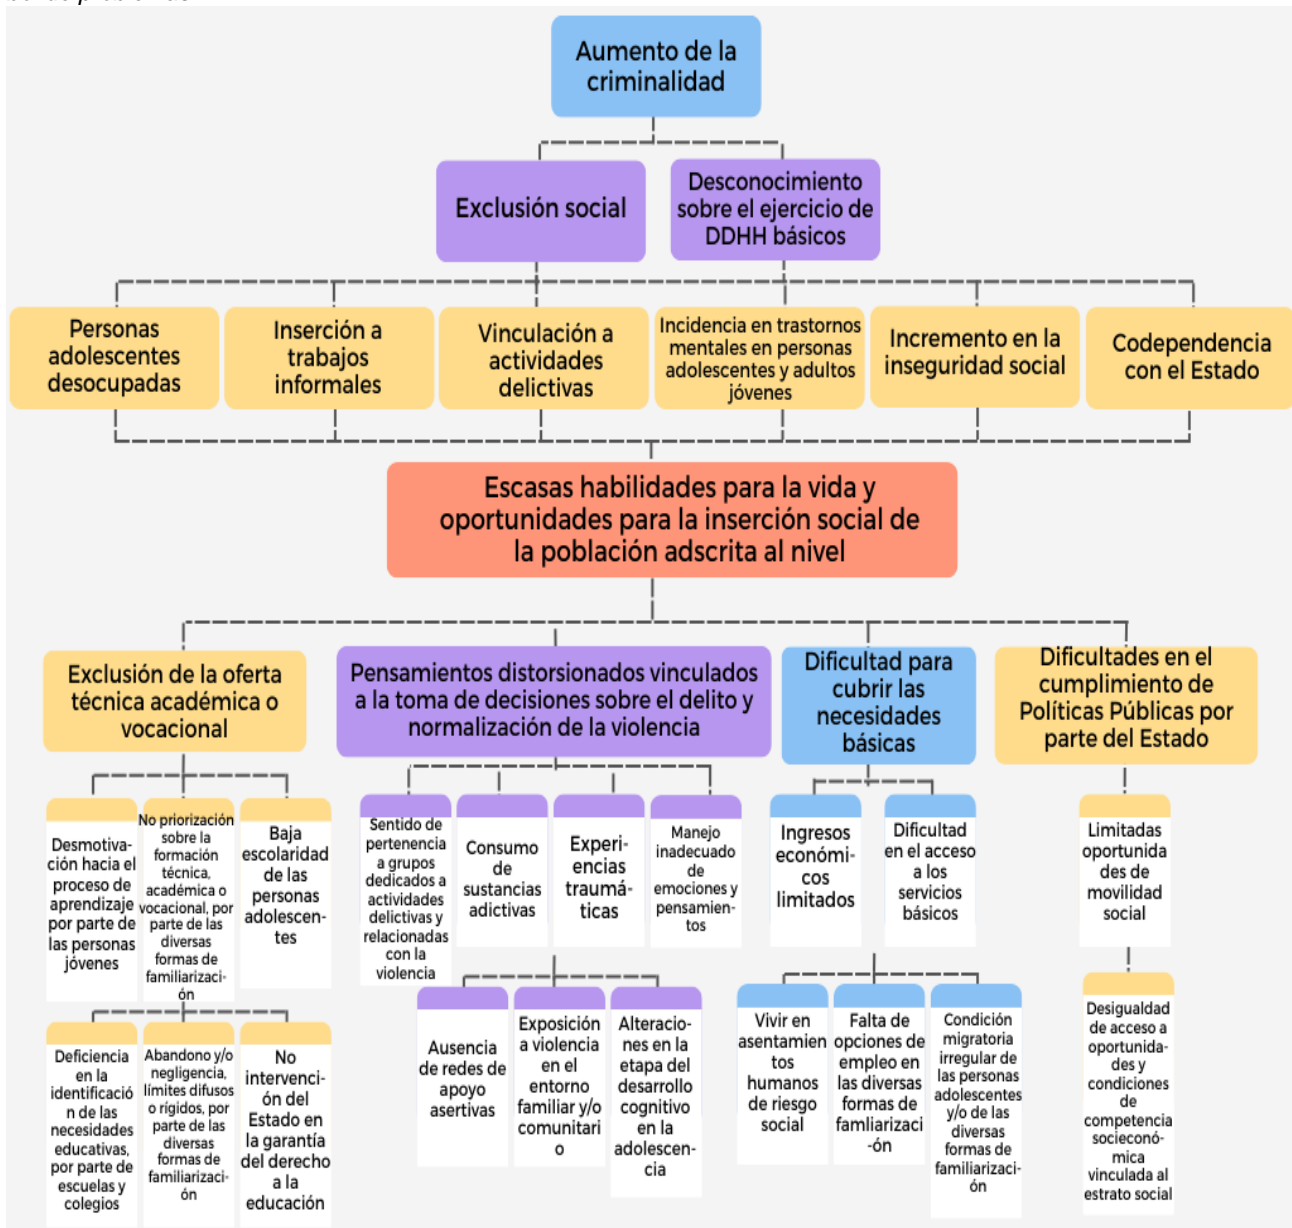 Aumento de la
criminalidad
Exclusión social
Desconocimiento
sobre el ejercicio de
DDHH básicos
Personas
adolescentes
desocupadas
Inserción a
trabajos
informales
Vinculación a
actividades
delictivas
Incidencia en trastornos
mentales en personas
adolescentes y adultos
jóvenes
Incremento en la
inseguridad social
Codependencia
con el Estado
Escasas habilidades para la vida y
oportunidades para la inserción social de
la población adscrita al nivel
Exclusión de la oferta
técnica académica o
vocacional
Pensamientos distorsionados vinculados
a la toma de decisiones sobre el delito y
normalización de la violencia
Dificultad para
cubrir las
necesidades
básicas
Dificultades en el
cumplimiento de
Políticas Públicas por
parte del Estado
Desmotiva-
ción hacia el
proceso de
aprendizaje
por parte de
las personas
jóvenes
No priorización
sobre la
formación
técnica,
académica o
vocacional, por
parte de las
diversas
formas de
familiarizaci-
ón
Baja
escolaridad
de las
personas
adolescen-
tes
Sentido de
pertenencia
a grupos
dedicados a
actividades
delictivas y
relacionadas
con la
violencia
Consumo
de
sustancias
adictivas
Experi-
encias
traumá-
ticas
Manejo
inadecuado
de
emociones y
pensamien-
tos
Ingresos
económi-
cos
limitados
Dificultad
en el acceso
a los
servicios
básicos
Limitadas
oportunida
des de
movilidad
social
Deficiencia
en la
identificació
n de las
necesidades
educativas,
por parte de
escuelas y
colegios
Abandono y/o
negligencia,
límites difusos
o rígidos, por
parte de las
diversas
formas de
familiarizaci-
ón
No
intervenci-
ón del
Estado en
la garantía
del derecho
a la
educación
Ausencia
de redes de
apoyo
asertivas
Exposición
a violencia
en el
entorno
familiar y/o
comunitari
o
Alteracio-
nes en la
etapa del
desarrollo
cognitivo
en la
adolescen-
cia
Vivir en
asentamien
tos
humanos
de riesgo
social
Falta de
opciones de
empleo en
las diversas
formas de
famliarizaci
-ón
Condición
migratoria
irregular de
las personas
adolescentes
y/o de las
diversas
formas de
familiarizaci-
ón
Desigualdad
de acceso a
oportunida-
des y
condiciones
de
competencia
socieconó-
mica
vinculada al
estrato social